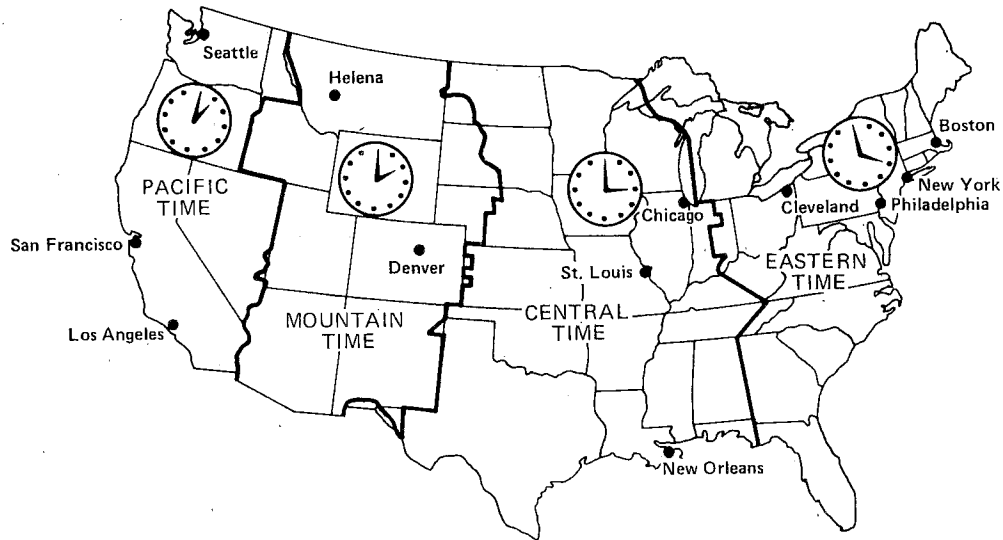 Seattle
Helena
Boston
PACIFIC
TIME
New York
Chicago
Cleveland
Philadelphia
San Francisco
Denver
St. Louis
EASTERN
TIME
Los Angeles
MOUNTAIN
TIME
CENTRAL
TIME
New Orleans